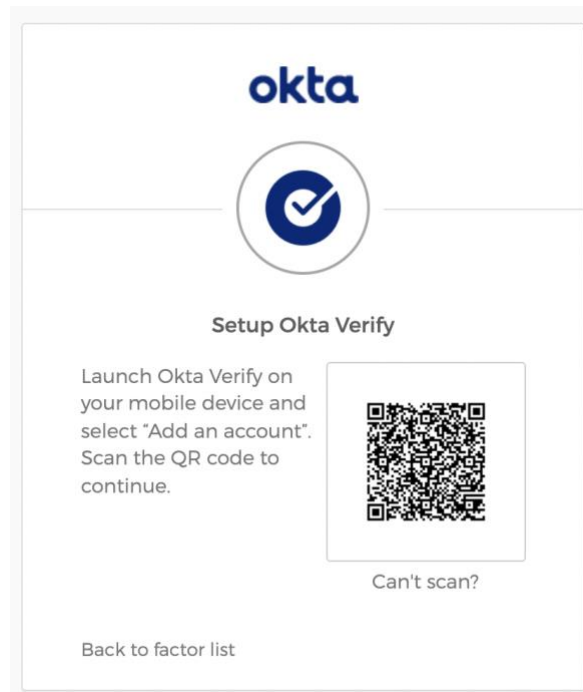 okta
Setup Okta Verify
Launch Okta Verify on
your mobile device and
select “Add an account”.
Scan the QR code to
continue.
Can't scan?
Back to factor list